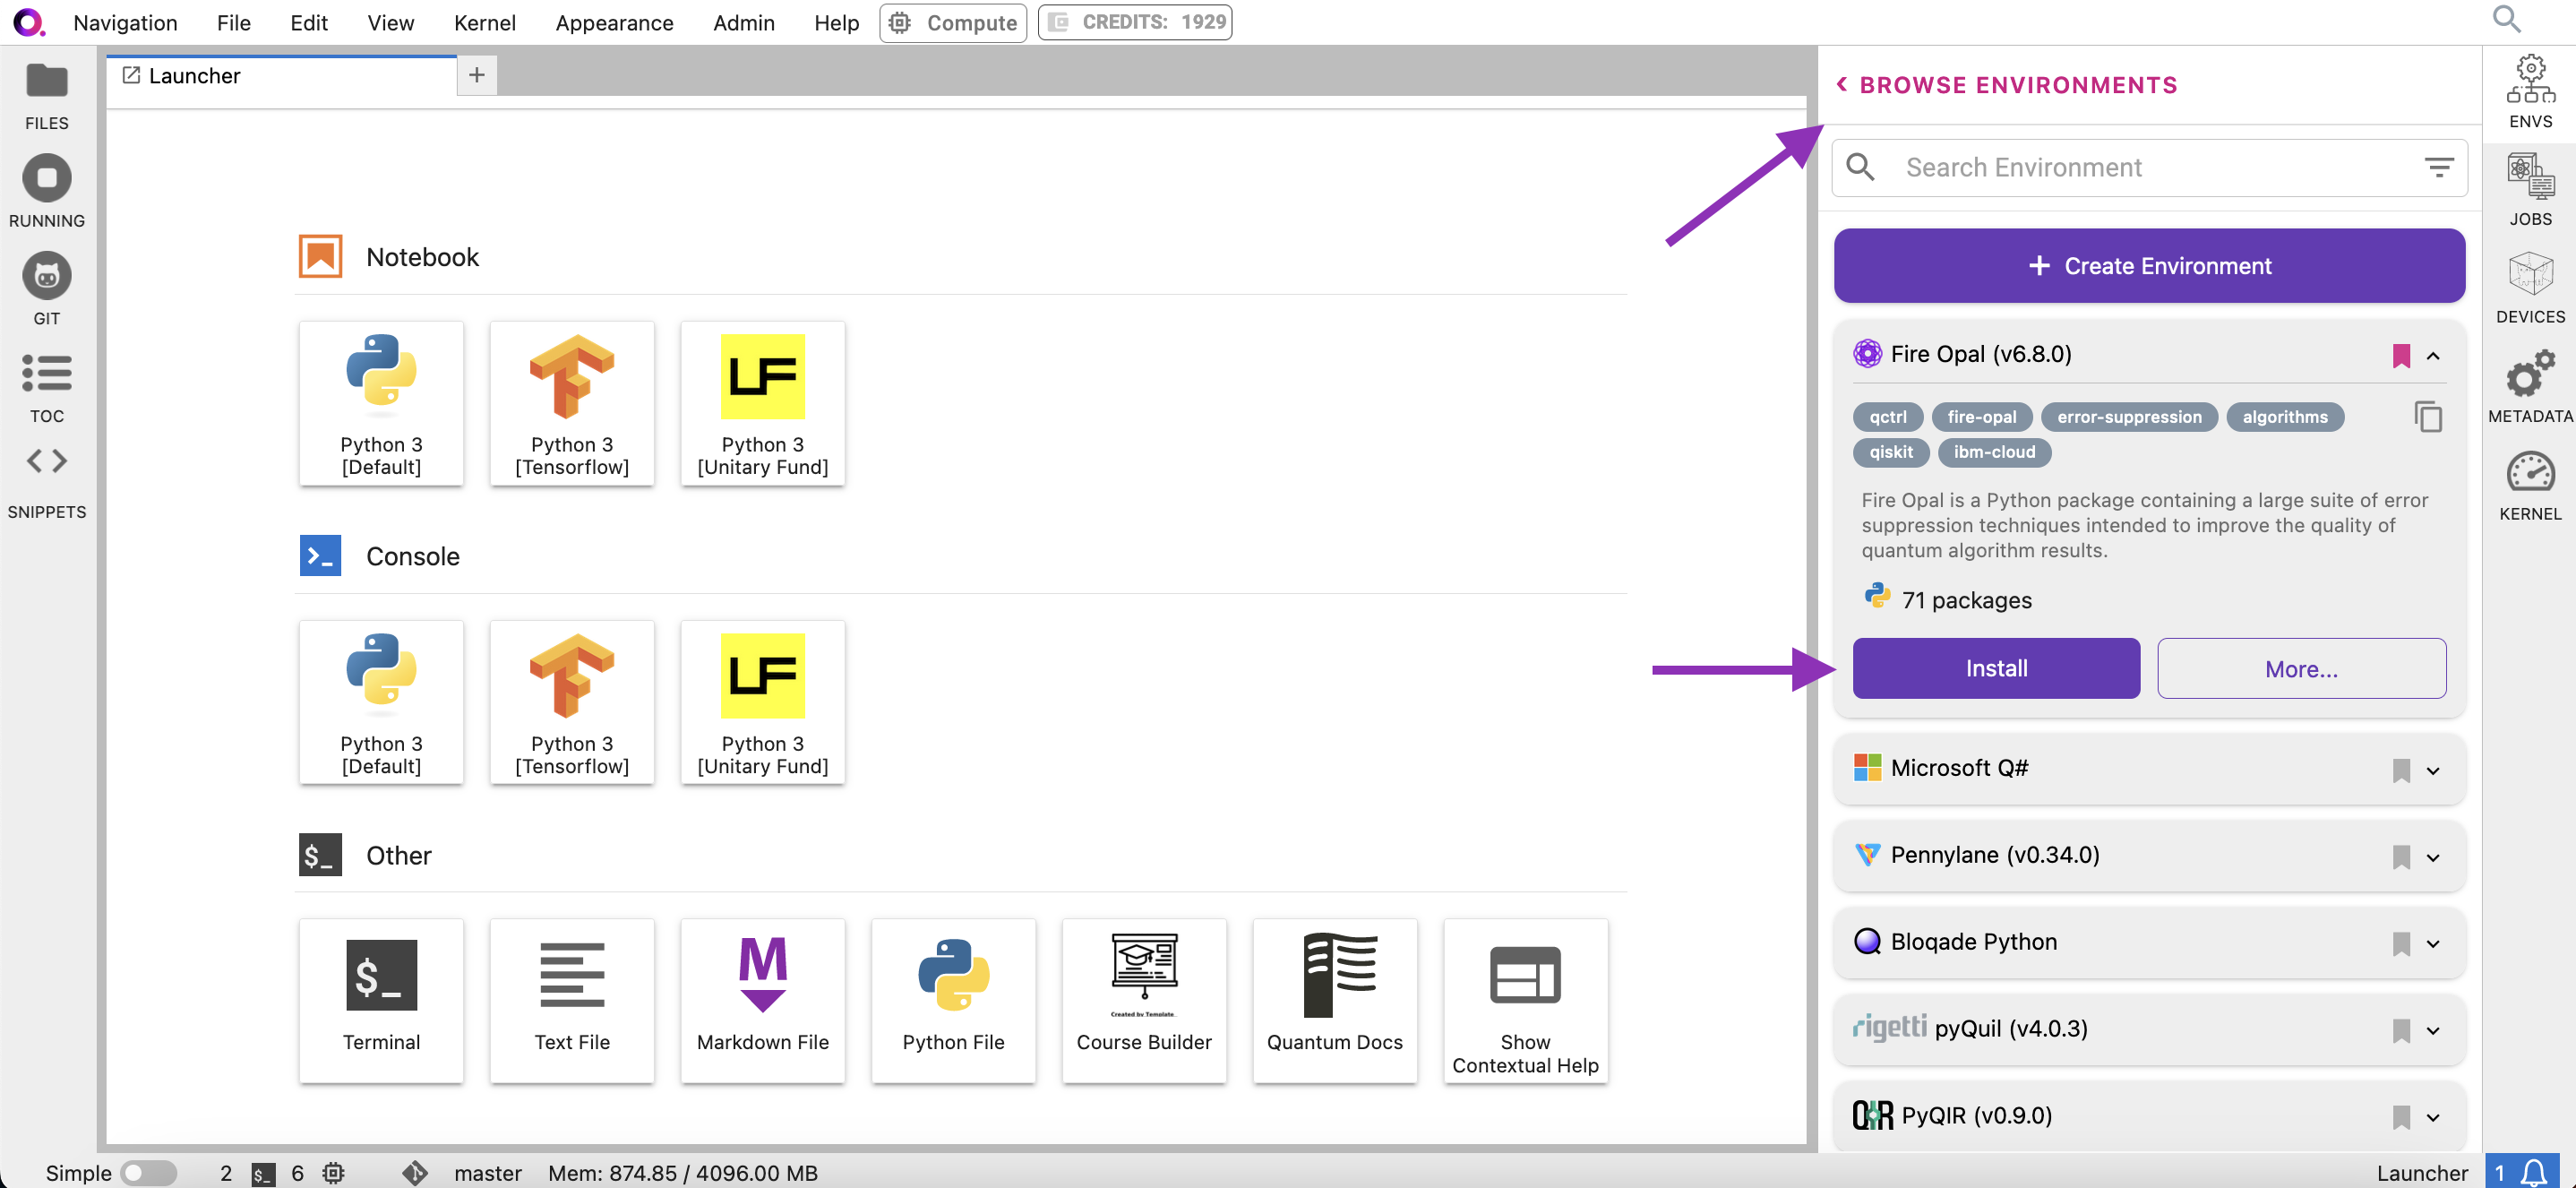 Navigation File Edit View Kernel Appearance Admin Help Compute CREDITS: 1929
FILES
RUNNING
GIT
TOC
SNIPPETS
Launcher
Notebook
Python 3 [Default]
Python 3 [Tensorflow]
LF
Python 3 [Unitary Fund]
Console
Python 3 [Default]
Python 3 [Tensorflow]
LF
Python 3 [Unitary Fund]
$_ Other
$_
Terminal
Text File
M
Markdown File
Python File
Created by Template
Course Builder
Quantum Docs
Show
Contextual Help
BROWSE ENVIRONMENTS
Search Environment
+ Create Environment
Fire Opal (v6.8.0)
qctrl fire-opal error-suppression algorithms
qiskit ibm-cloud
Fire Opal is a Python package containing a large suite of error
suppression techniques intended to improve the quality of
quantum algorithm results.
71 packages
Install More...
Microsoft Q#
Pennylane (v0.34.0)
Bloqade Python
rigetti pyQuil (v4.0.3)
QIR PyQIR (v0.9.0)
ENVS
JOBS
DEVICES
METADATA
KERNEL
Simple 2 $_ 6 master Mem: 874.85 / 4096.00 MB Launcher 1